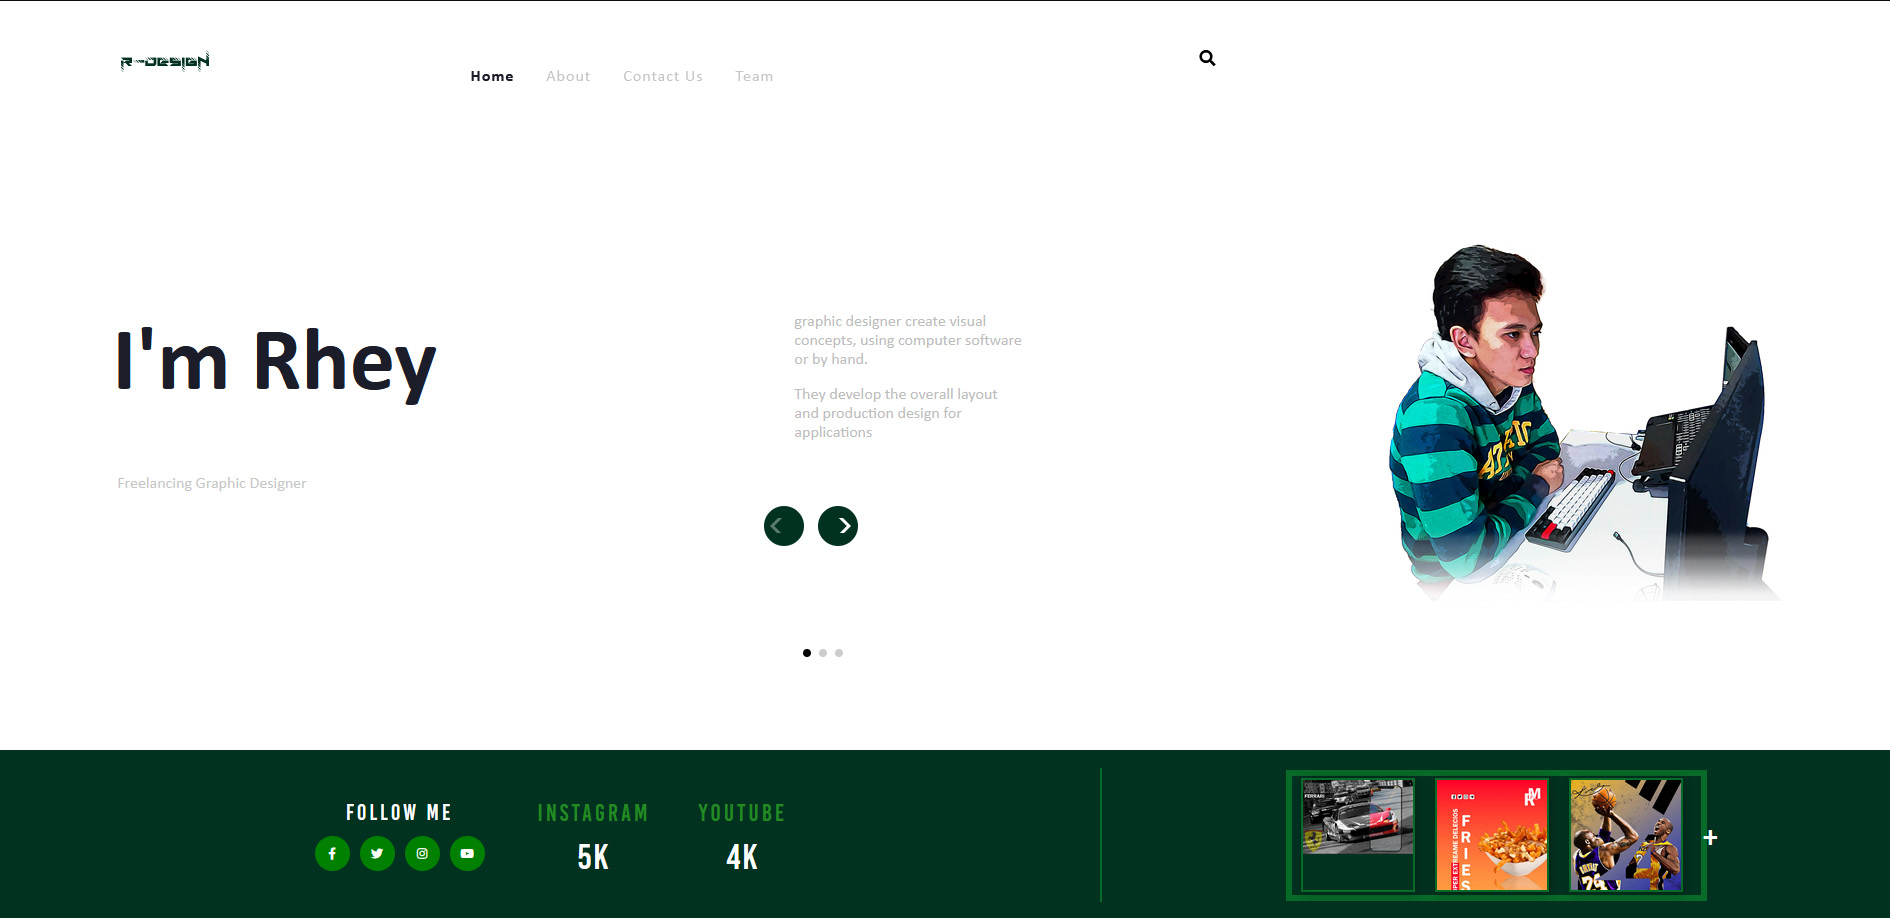 R-DESIGN
Home
About
Contact Us
Team
I'm Rhey
Freelancing Graphic Designer
graphic designer create visual
concepts, using computer software
or by hand.
They develop the overall layout
and production design for
applications
FOLLOW ME
INSTAGRAM
5K
YOUTUBE
4K
FERRARI
RM
FRIES
+